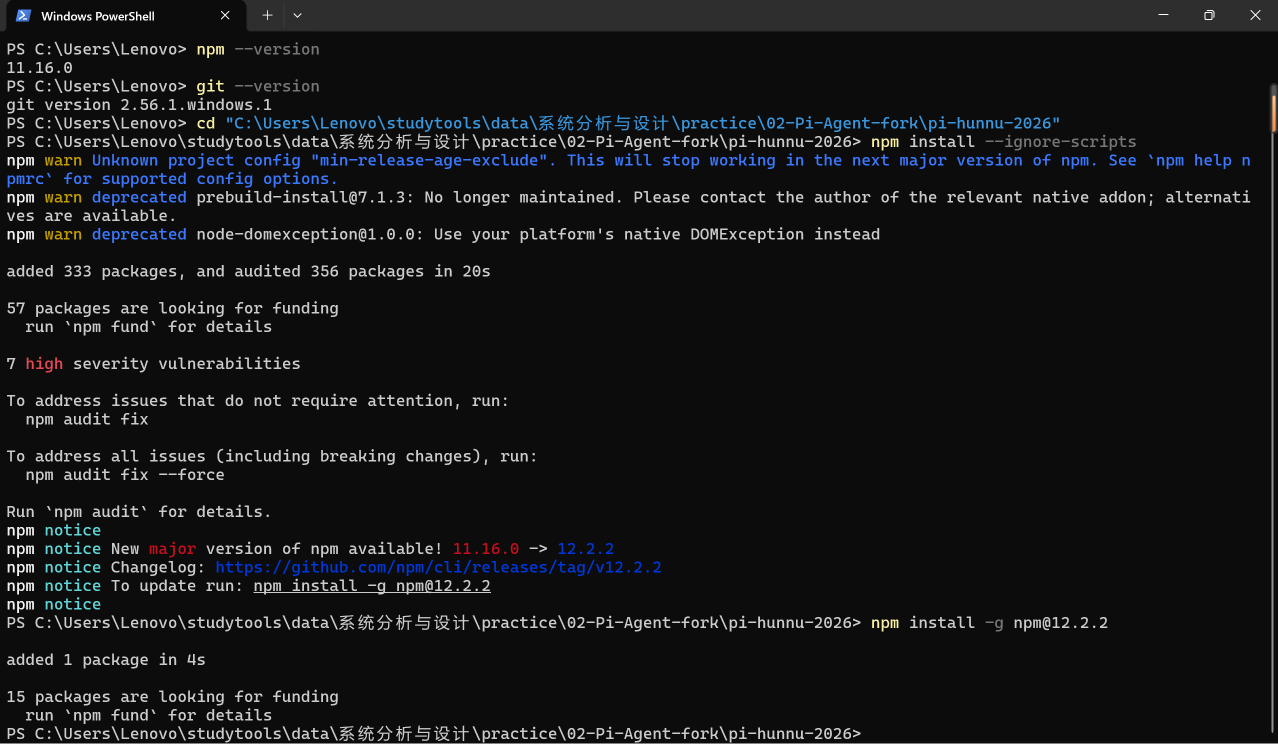 Windows PowerShell
PS C:\Users\Lenovo> npm --version
11.16.0
PS C:\Users\Lenovo> git --version
git version 2.56.1.windows.1
PS C:\Users\Lenovo> cd "C:\Users\Lenovo\studytools\data\系统分析与设计\practice\02-Pi-Agent-fork\pi-hunnu-2026"
PS C:\Users\Lenovo\studytools\data\系统分析与设计\practice\02-Pi-Agent-fork\pi-hunnu-2026> npm install --ignore-scripts
npm warn Unknown project config "min-release-age-exclude". This will stop working in the next major version of npm. See `npm help n
pmrc` for supported config options.
npm warn deprecated prebuild-install@7.1.3: No longer maintained. Please contact the author of the relevant native addon; alternati
ves are available.
npm warn deprecated node-domexception@1.0.0: Use your platform's native DOMException instead
added 333 packages, and audited 356 packages in 20s
57 packages are looking for funding
  run `npm fund` for details
7 high severity vulnerabilities
To address issues that do not require attention, run:
  npm audit fix
To address all issues (including breaking changes), run:
  npm audit fix --force
Run `npm audit` for details.
npm notice
npm notice New major version of npm available! 11.16.0 -> 12.2.2
npm notice Changelog: https://github.com/npm/cli/releases/tag/v12.2.2
npm notice To update run: npm install -g npm@12.2.2
npm notice
PS C:\Users\Lenovo\studytools\data\系统分析与设计\practice\02-Pi-Agent-fork\pi-hunnu-2026> npm install -g npm@12.2.2
added 1 package in 4s
15 packages are looking for funding
  run `npm fund` for details
PS C:\Users\Lenovo\studytools\data\系统分析与设计\practice\02-Pi-Agent-fork\pi-hunnu-2026>